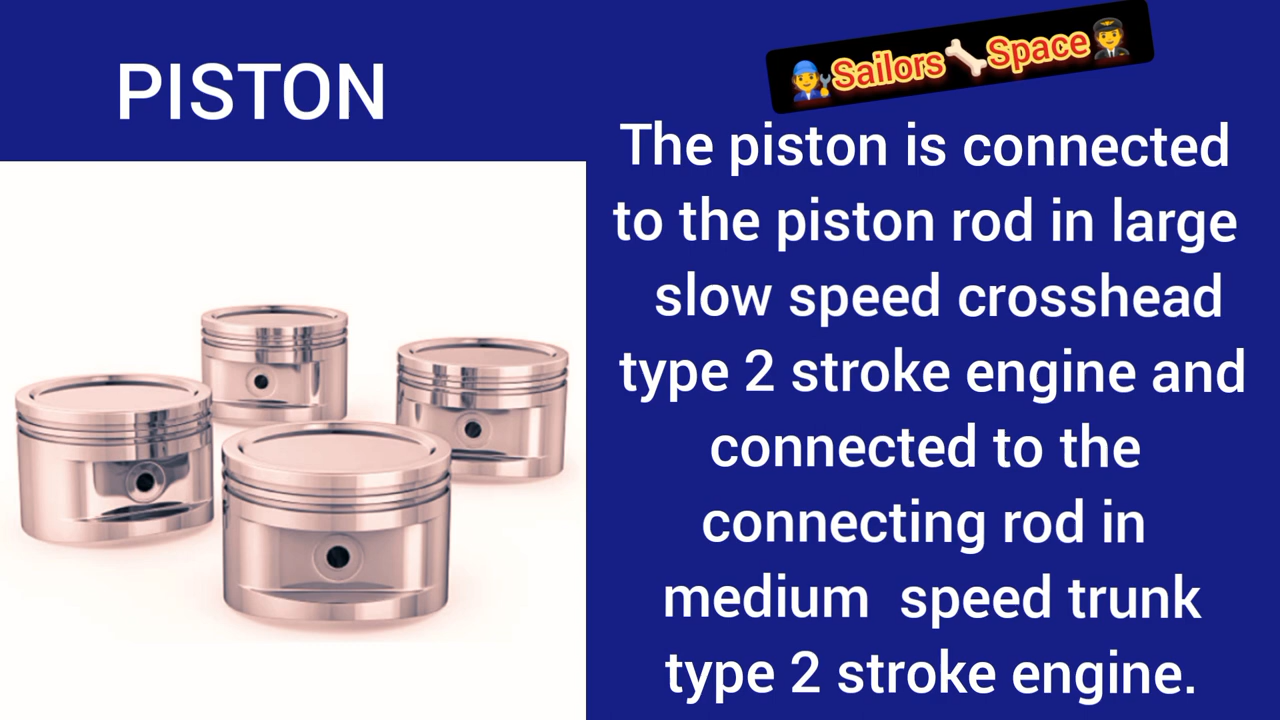 PISTON
Sailors Space
The piston is connected
to the piston rod in large
slow speed crosshead
type 2 stroke engine and
connected to the
connecting rod in
medium speed trunk
type 2 stroke engine.